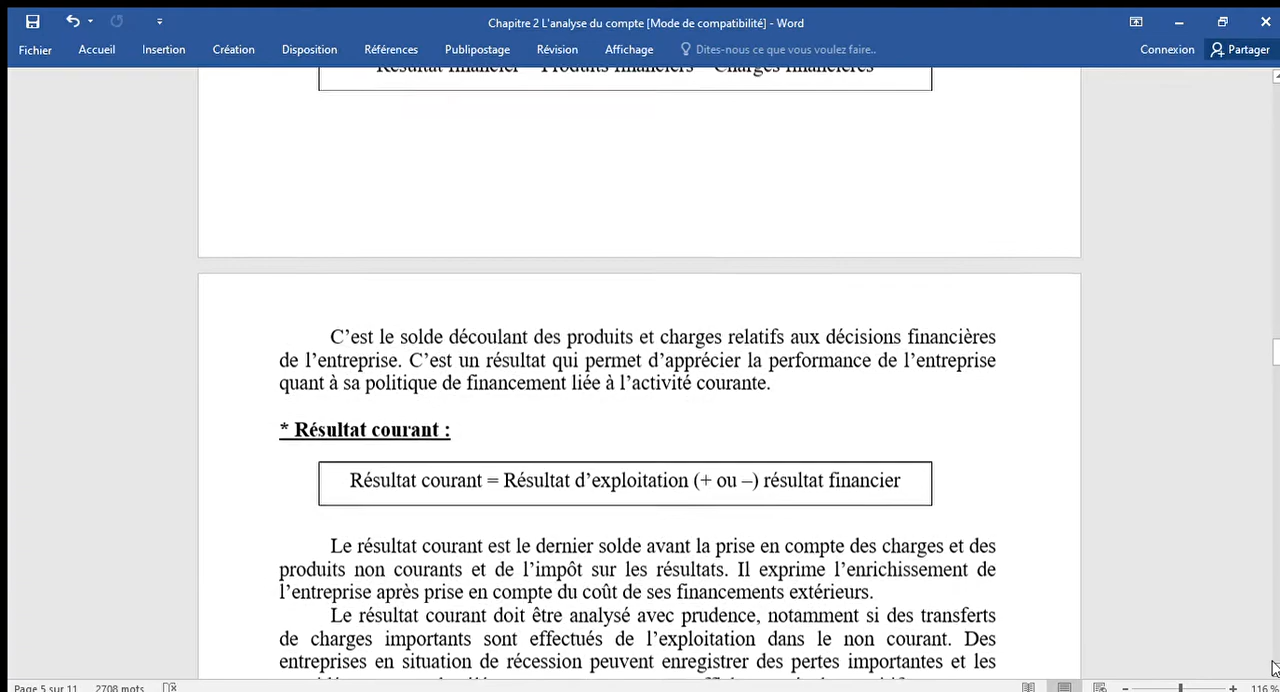 Chapitre 2 L'analyse du compte [Mode de compatibilité] - Word
Fichier Accueil Insertion Création Disposition Références Publipostage Révision Affichage Dites-nous ce que vous voulez faire.. Connexion Partager
Résultat financier = Produits financiers – Charges financières
C’est le solde découlant des produits et charges relatifs aux décisions financières
de l’entreprise. C’est un résultat qui permet d’apprécier la performance de l’entreprise
quant à sa politique de financement liée à l’activité courante.
* Résultat courant :
Résultat courant = Résultat d’exploitation (+ ou –) résultat financier
Le résultat courant est le dernier solde avant la prise en compte des charges et des
produits non courants et de l’impôt sur les résultats. Il exprime l’enrichissement de
l’entreprise après prise en compte du coût de ses financements extérieurs.
Le résultat courant doit être analysé avec prudence, notamment si des transferts
de charges importants sont effectués de l’exploitation dans le non courant. Des
entreprises en situation de récession peuvent enregistrer des pertes importantes et les
Page 5 sur 11 2708 mots 116 %